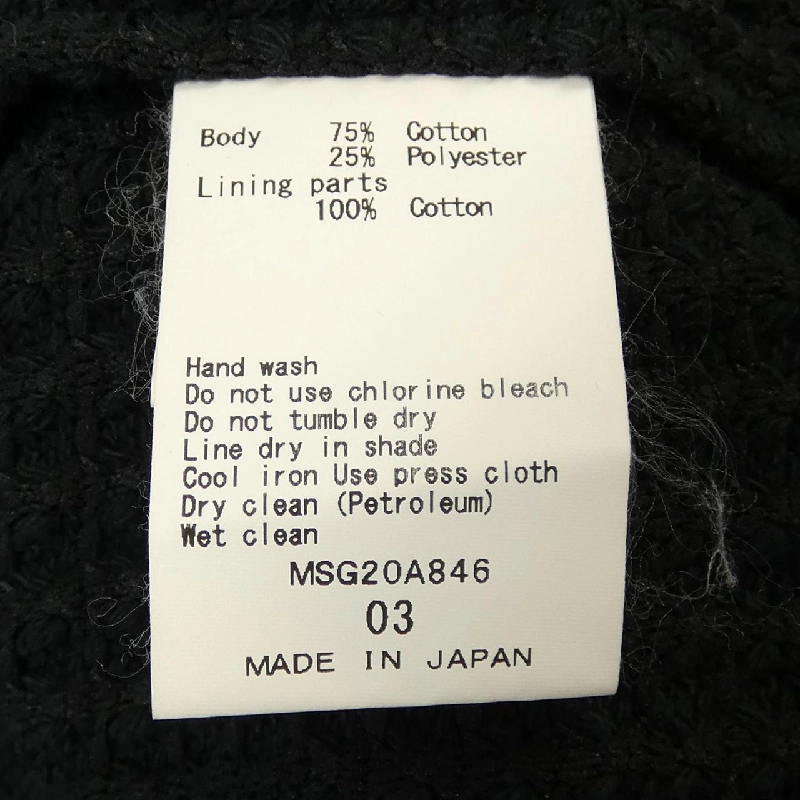 Body 75% Cotton
25% Polyester
Lining parts
100% Cotton
Hand wash
Do not use chlorine bleach
Do not tumble dry
Line dry in shade
Cool iron Use press cloth
Dry clean (Petroleum)
Wet clean
MSG20A846
03
MADE IN JAPAN